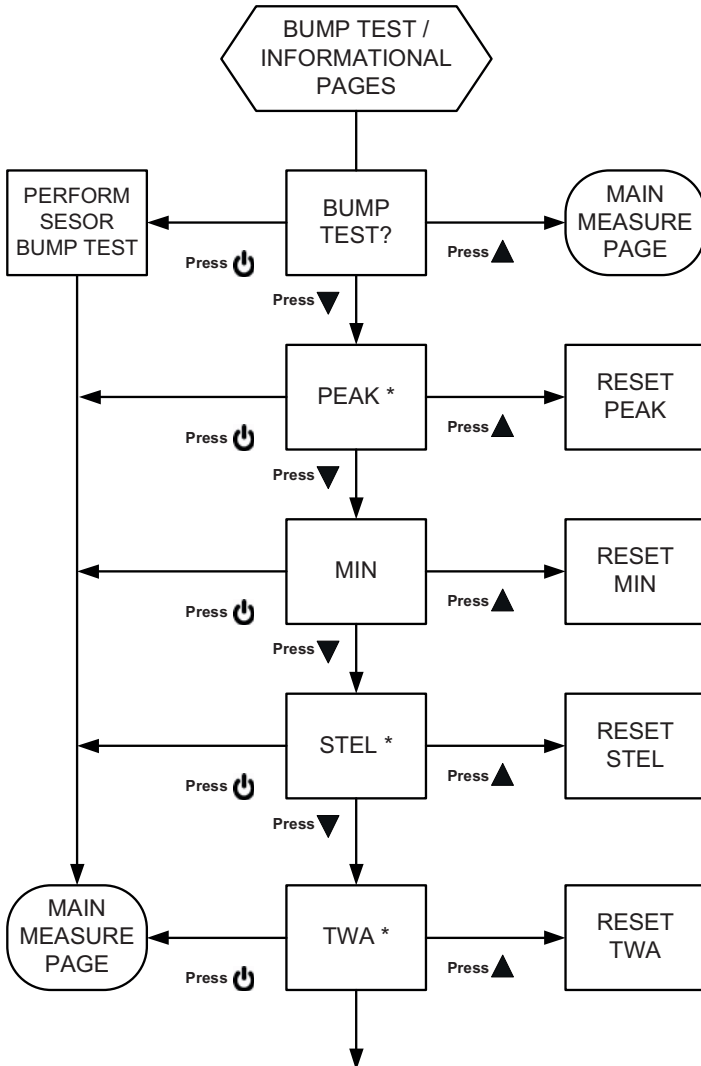 BUMP TEST /
INFORMATIONAL
PAGES
PERFORM
SESOR
BUMP TEST
BUMP
TEST?
MAIN
MEASURE
PAGE
Press
Press
Press
PEAK *
RESET
PEAK
Press
Press
Press
MIN
RESET
MIN
Press
Press
Press
STEL *
RESET
STEL
Press
Press
Press
MAIN
MEASURE
PAGE
TWA *
RESET
TWA
Press
Press